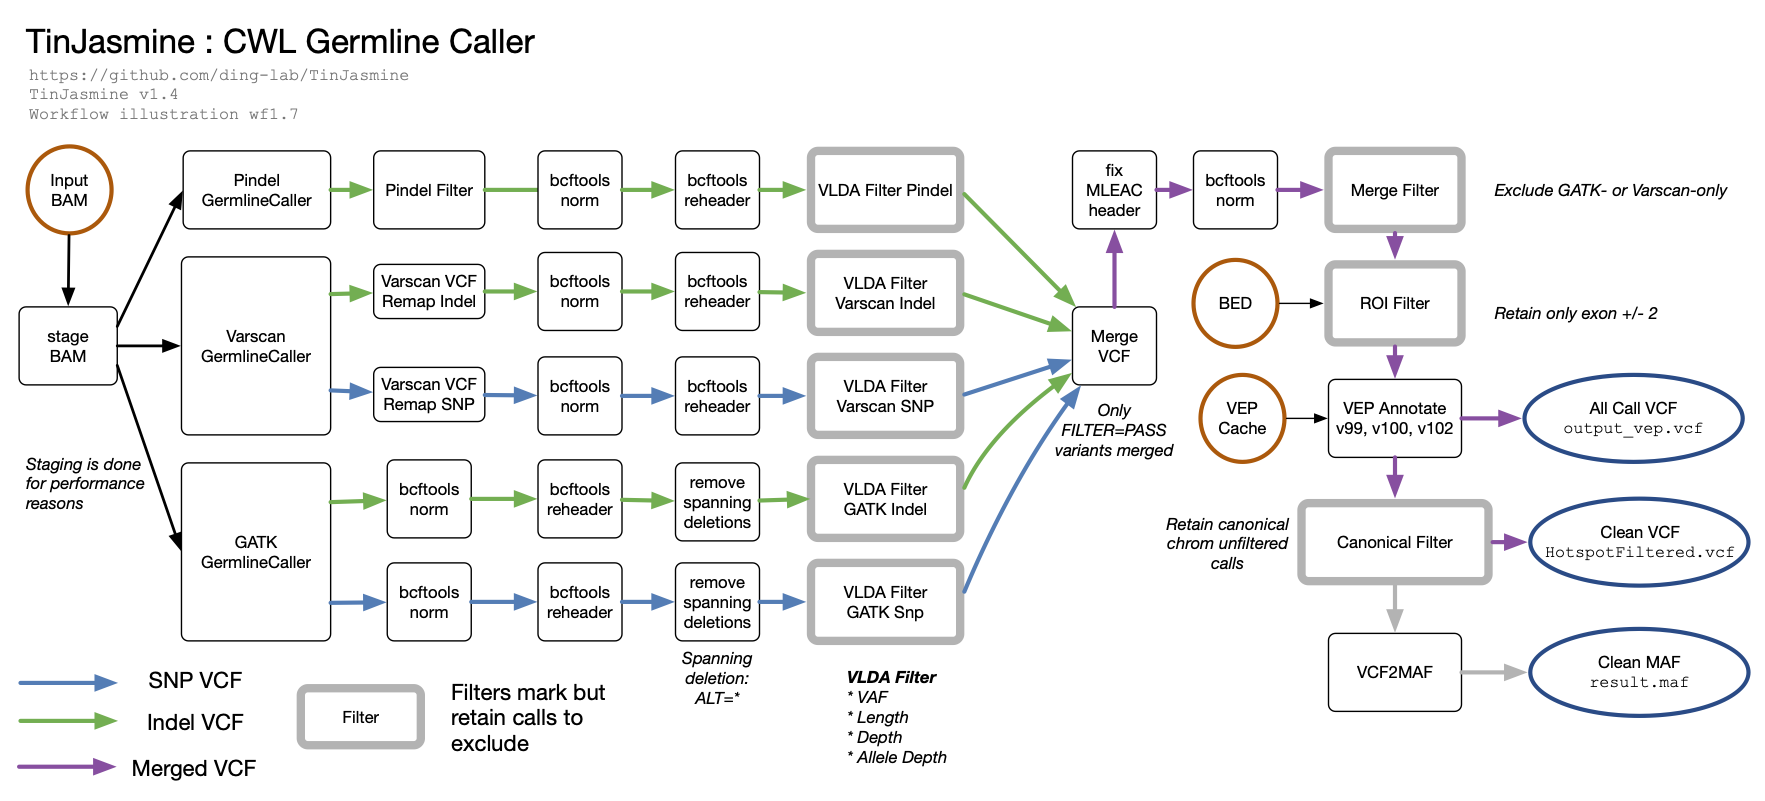 TinJasmine : CWL Germline Caller
https://github.com/ding-lab/TinJasmine
TinJasmine v1.4
Workflow illustration wf1.7
Input
BAM
stage
BAM
Staging is done
for performance
reasons
Pindel
GermlineCaller
Pindel Filter
bcftools
norm
bcftools
reheader
VLDA Filter Pindel
Varscan
GermlineCaller
Varscan VCF
Remap Indel
bcftools
norm
bcftools
reheader
VLDA Filter
Varscan Indel
Varscan VCF
Remap SNP
bcftools
norm
bcftools
reheader
VLDA Filter
Varscan SNP
GATK
GermlineCaller
bcftools
norm
bcftools
reheader
remove
spanning
deletions
VLDA Filter
GATK Indel
bcftools
norm
bcftools
reheader
remove
spanning
deletions
VLDA Filter
GATK Snp
Spanning
deletion:
ALT=*
VLDA Filter
* VAF
* Length
* Depth
* Allele Depth
Merge
VCF
Only
FILTER=PASS
variants merged
fix
MLEAC
header
bcftools
norm
Merge Filter
Exclude GATK- or Varscan-only
BED
ROI Filter
Retain only exon +/- 2
VEP
Cache
VEP Annotate
v99, v100, v102
All Call VCF
output_vep.vcf
Retain canonical
chrom unfiltered
calls
Canonical Filter
Clean VCF
HotspotFiltered.vcf
VCF2MAF
Clean MAF
result.maf
SNP VCF
Indel VCF
Merged VCF
Filter
Filters mark but
retain calls to
exclude